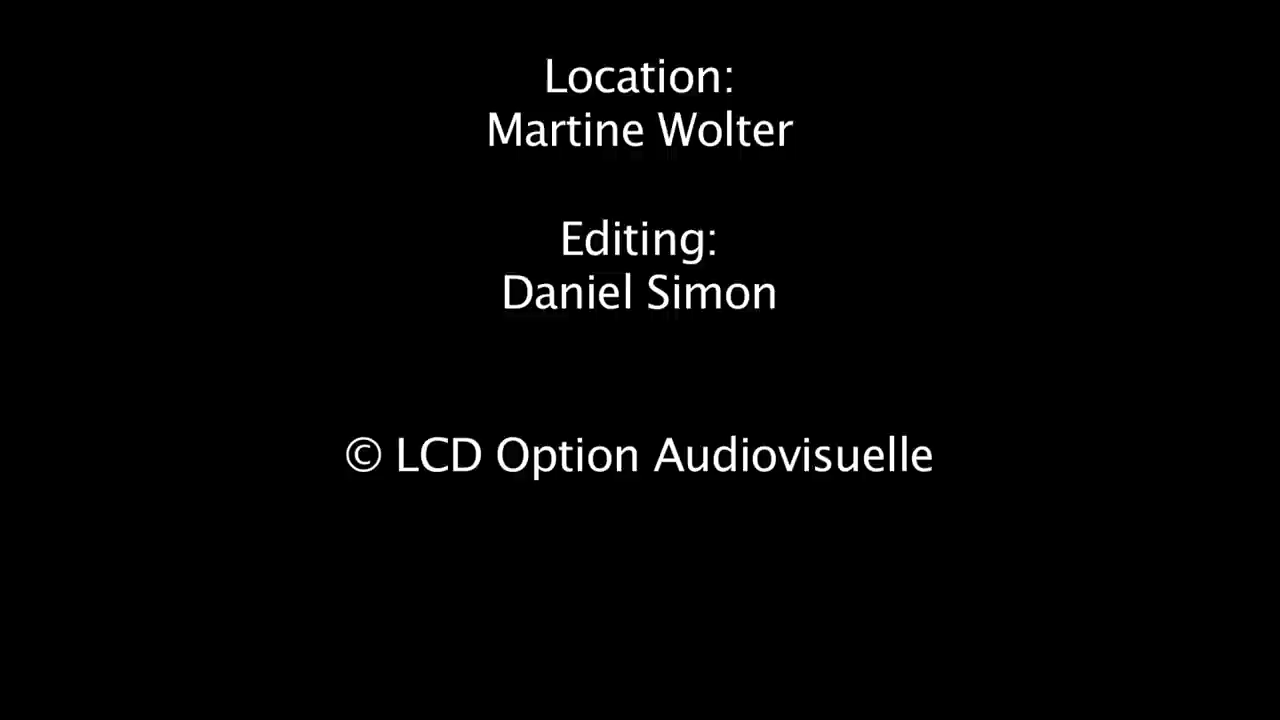 Location:
Martine Wolter
Editing:
Daniel Simon
© LCD Option Audiovisuelle